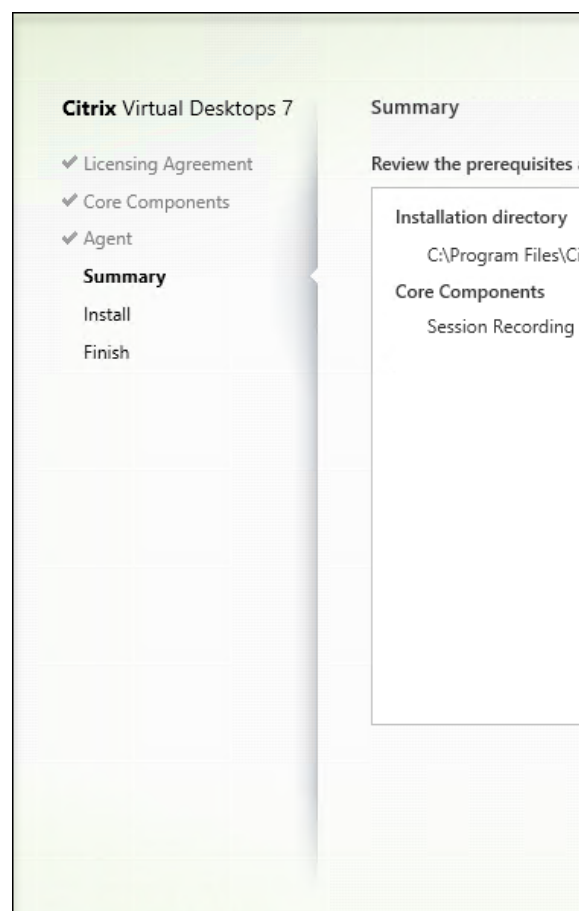 Citrix Virtual Desktops 7
Licensing Agreement
Core Components
Agent
Summary
Install
Finish
Summary
Review the prerequisites
Installation directory
C:\Program Files\Ci
Core Components
Session Recording